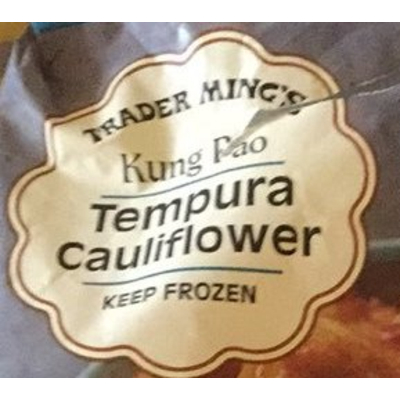 TRADER MING'S
Kung Pao
Tempura
Cauliflower
KEEP FROZEN